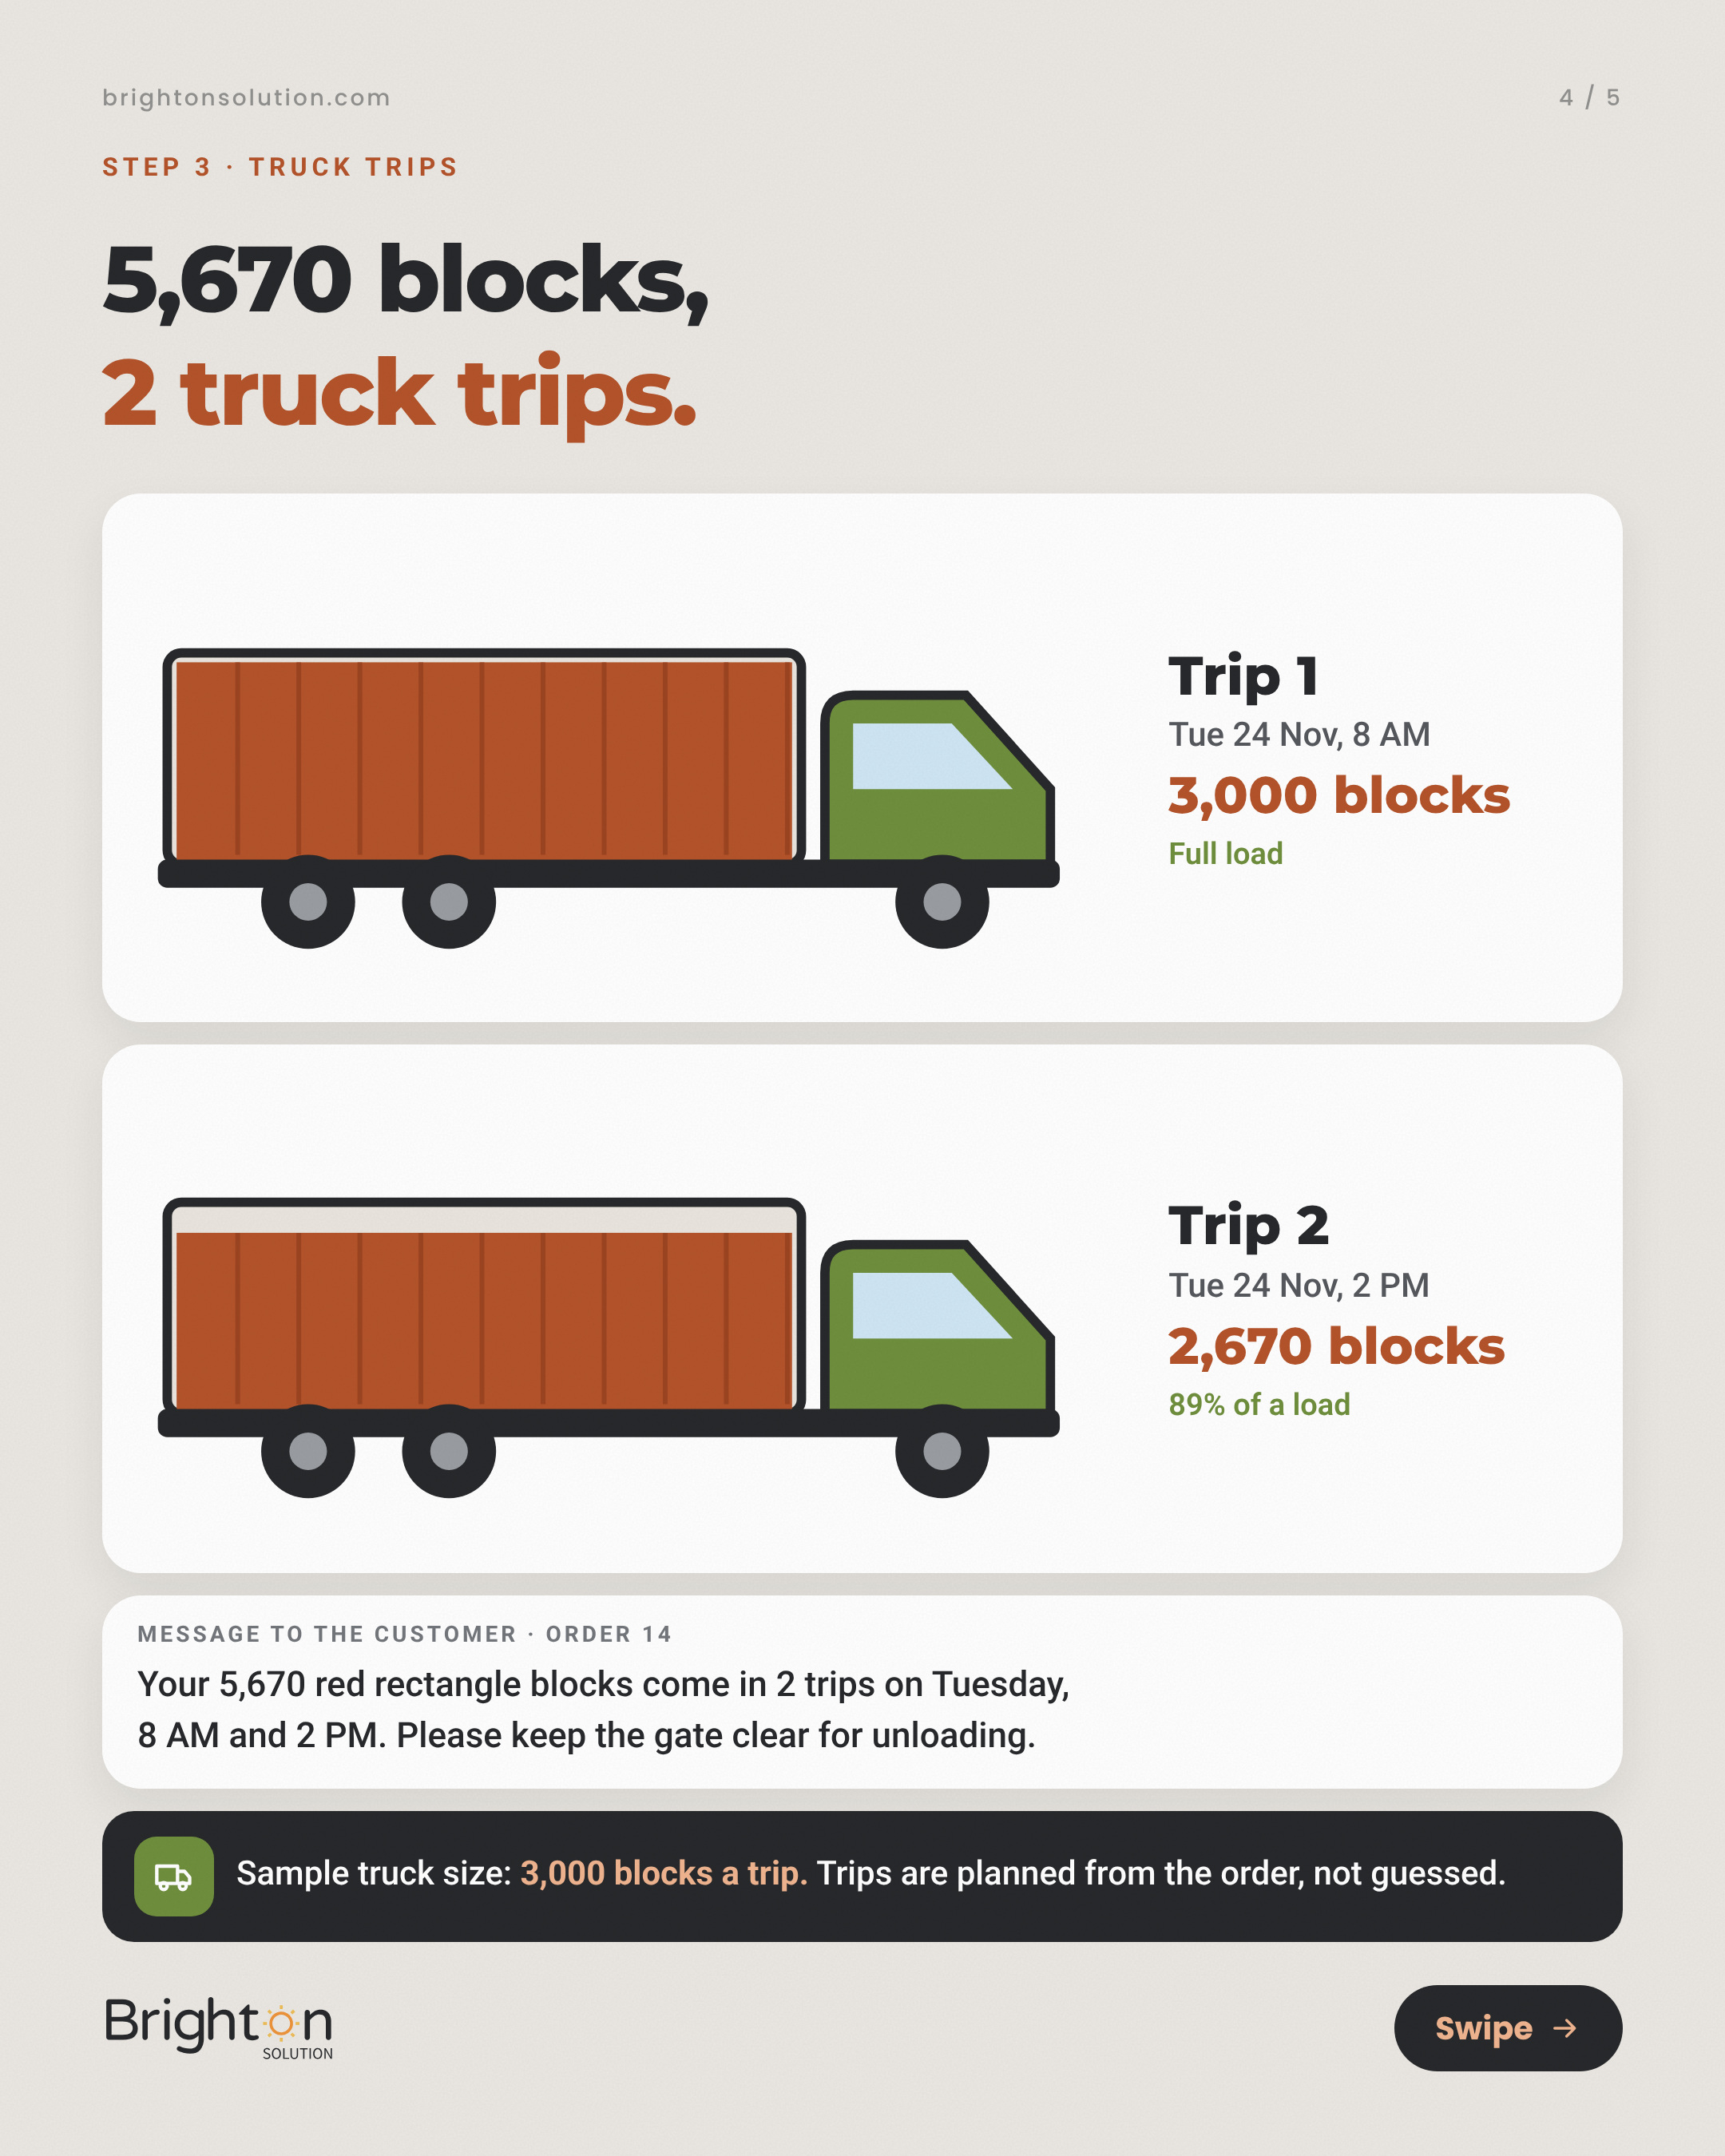 brightonsolution.com
4 / 5
STEP 3 · TRUCK TRIPS
5,670 blocks,
2 truck trips.
Trip 1
Tue 24 Nov, 8 AM
3,000 blocks
Full load
Trip 2
Tue 24 Nov, 2 PM
2,670 blocks
89% of a load
MESSAGE TO THE CUSTOMER · ORDER 14
Your 5,670 red rectangle blocks come in 2 trips on Tuesday,
8 AM and 2 PM. Please keep the gate clear for unloading.
Sample truck size: 3,000 blocks a trip. Trips are planned from the order, not guessed.
Brighton
SOLUTION
Swipe →